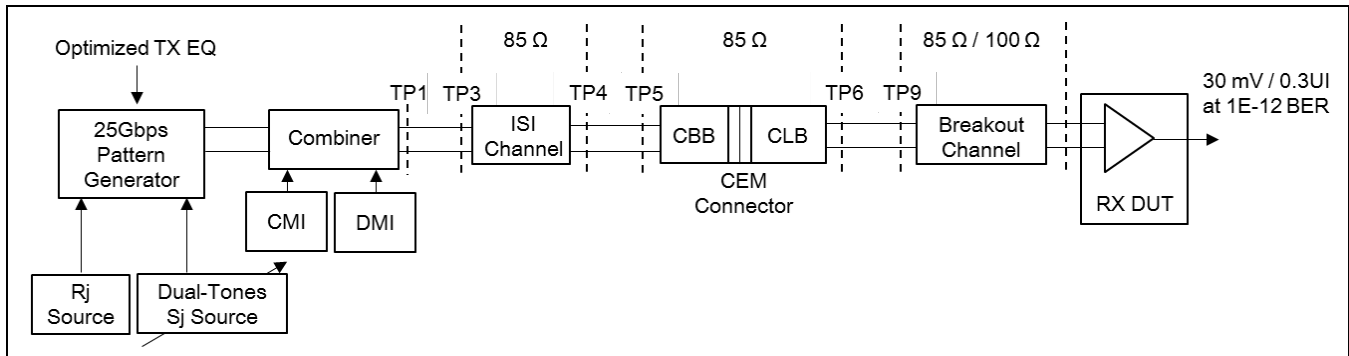 Optimized TX EQ
85 Ω
85 Ω
85 Ω / 100 Ω
TP1
TP3
TP4
TP5
TP6
TP9
30 mV / 0.3UI
at 1E-12 BER
25Gbps
Pattern
Generator
Combiner
ISI
Channel
CBB
CLB
Breakout
Channel
CEM
Connector
RX DUT
CMI
DMI
Rj
Source
Dual-Tones
Sj Source